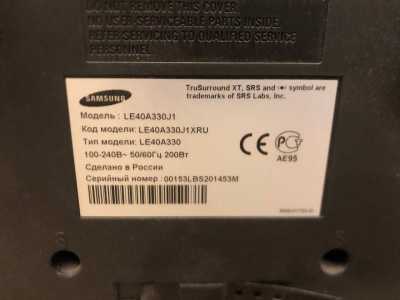 DO NOT REMOVE THIS COVER
NO USER-SERVICEABLE PARTS INSIDE.
REFER SERVICING TO QUALIFIED SERVICE
PERSONNEL.
SAMSUNG
TruSurround XT, SRS and symbol are
trademarks of SRS Labs, Inc.
Модель : LE40A330J1
Код модели: LE40A330J1XRU
Тип модели: LE40A330
100-240В~ 50/60Гц 200Вт
Сделано в России
Серийный номер : 00153LBS201453M
CE
АЕ95